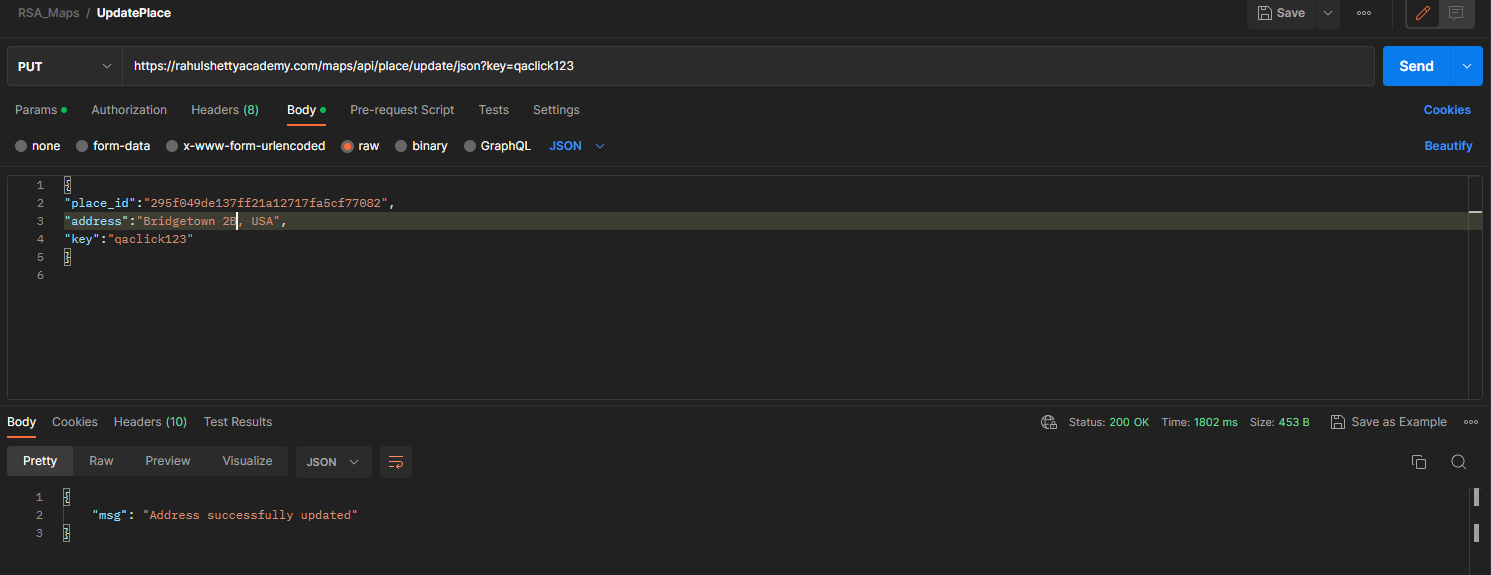 RSA_Maps / UpdatePlace
Save
PUT
https://rahulshettyacademy.com/maps/api/place/update/json?key=qaclick123
Send
Params Authorization Headers (8) Body Pre-request Script Tests Settings Cookies
none form-data x-www-form-urlencoded raw binary GraphQL JSON Beautify
1 {
2 "place_id":"295f049de137ff21a12717fa5cf77082",
3 "address":"Bridgetown 2B, USA",
4 "key":"qaclick123"
5 }
6
Body Cookies Headers (10) Test Results Status: 200 OK Time: 1802 ms Size: 453 B Save as Example
Pretty Raw Preview Visualize JSON
1 {
2 "msg": "Address successfully updated"
3 }